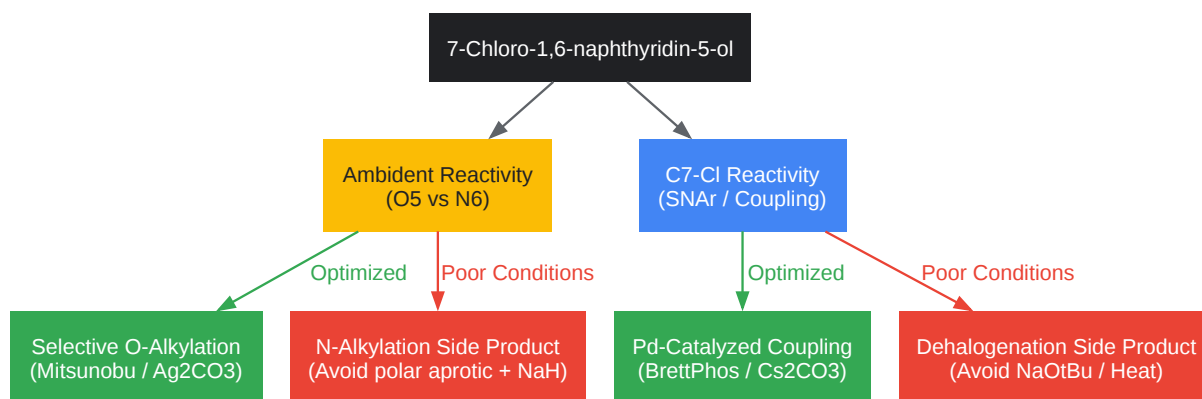 7-Chloro-1,6-naphthyridin-5-ol
Ambident Reactivity
(O5 vs N6)
C7-Cl Reactivity
(SNAr / Coupling)
Optimized
Poor Conditions
Optimized
Poor Conditions
Selective O-Alkylation
(Mitsunobu / Ag2CO3)
N-Alkylation Side Product
(Avoid polar aprotic + NaH)
Pd-Catalyzed Coupling
(BrettPhos / Cs2CO3)
Dehalogenation Side Product
(Avoid NaOtBu / Heat)